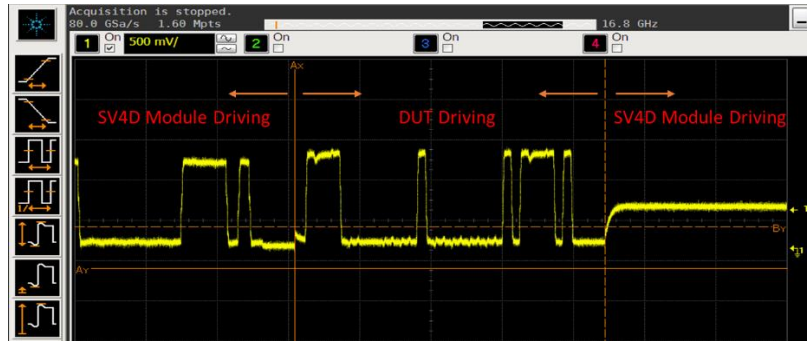 Acquisition is stopped.
80.0 GSa/s 1.60 Mpts 16.8 GHz
1 On 500 mV/ 2 On 3 On 4 On
Ax
SV4D Module Driving DUT Driving SV4D Module Driving
By
Ay
1/